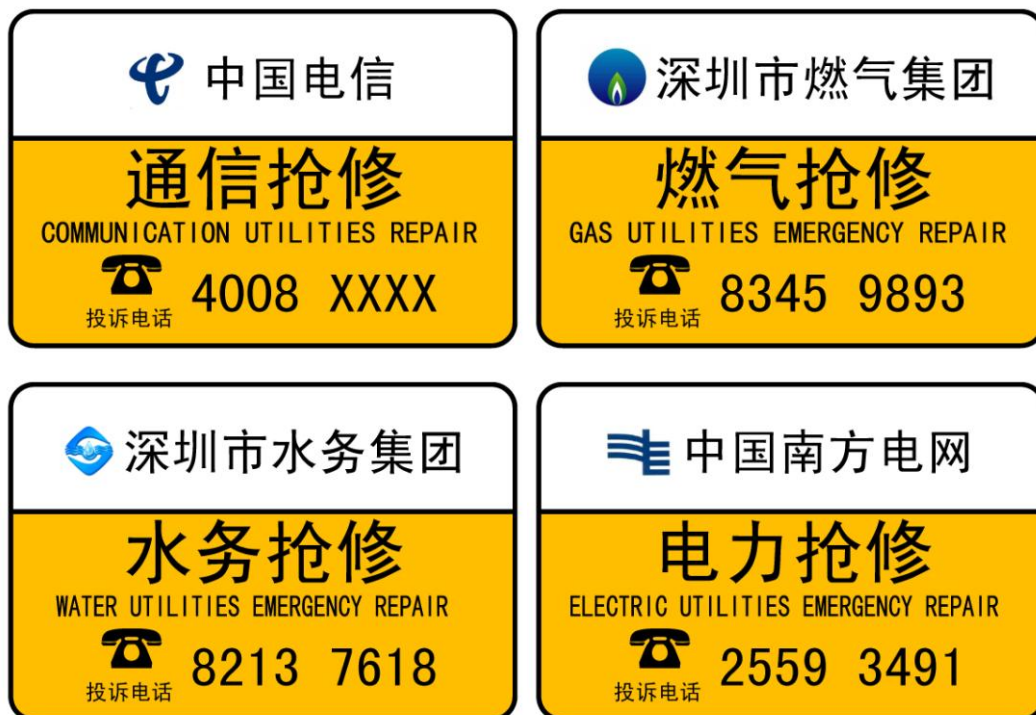 中国电信
通信抢修
COMMUNICATION UTILITIES REPAIR
投诉电话 4008 XXXX
深圳市燃气集团
燃气抢修
GAS UTILITIES EMERGENCY REPAIR
投诉电话 8345 9893
深圳市水务集团
水务抢修
WATER UTILITIES EMERGENCY REPAIR
投诉电话 8213 7618
中国南方电网
电力抢修
ELECTRIC UTILITIES EMERGENCY REPAIR
投诉电话 2559 3491